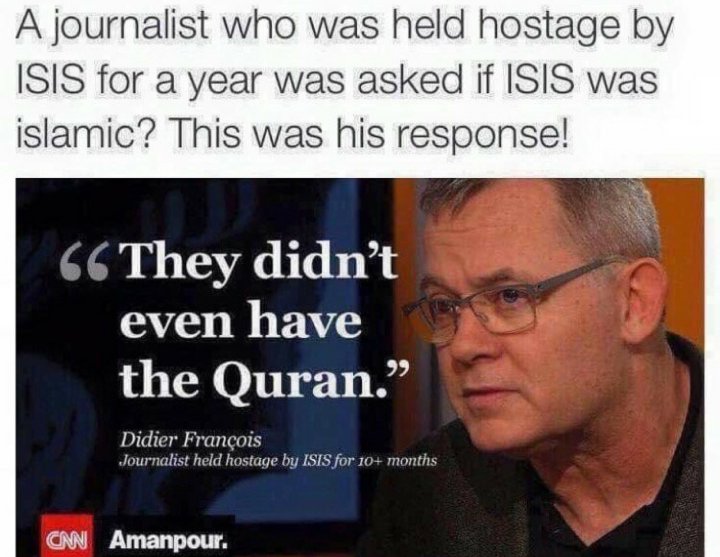 A journalist who was held hostage by
ISIS for a year was asked if ISIS was
islamic? This was his response!
“They didn’t
even have
the Quran.”
Didier François
Journalist held hostage by ISIS for 10+ months
CNN Amanpour.